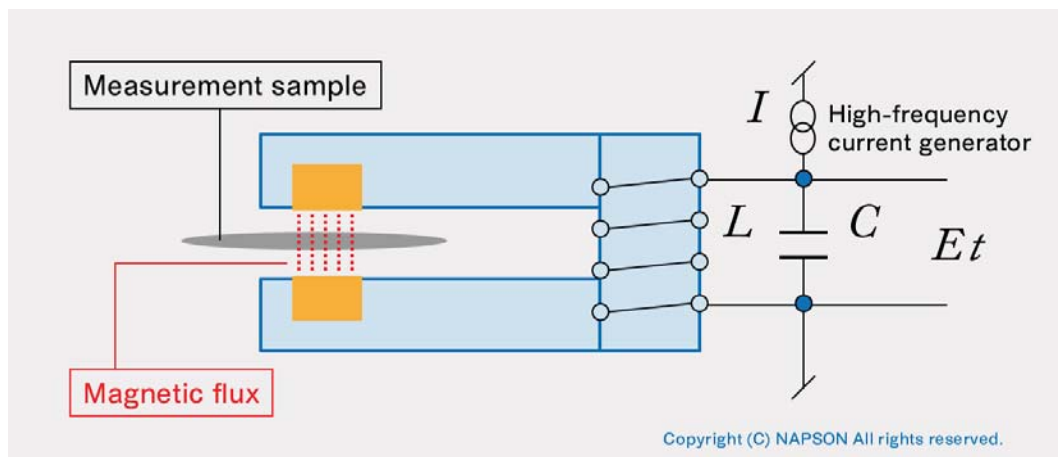 Measurement sample
I
High-frequency
current generator
L
C
Et
Magnetic flux
Copyright (C) NAPSON All rights reserved.